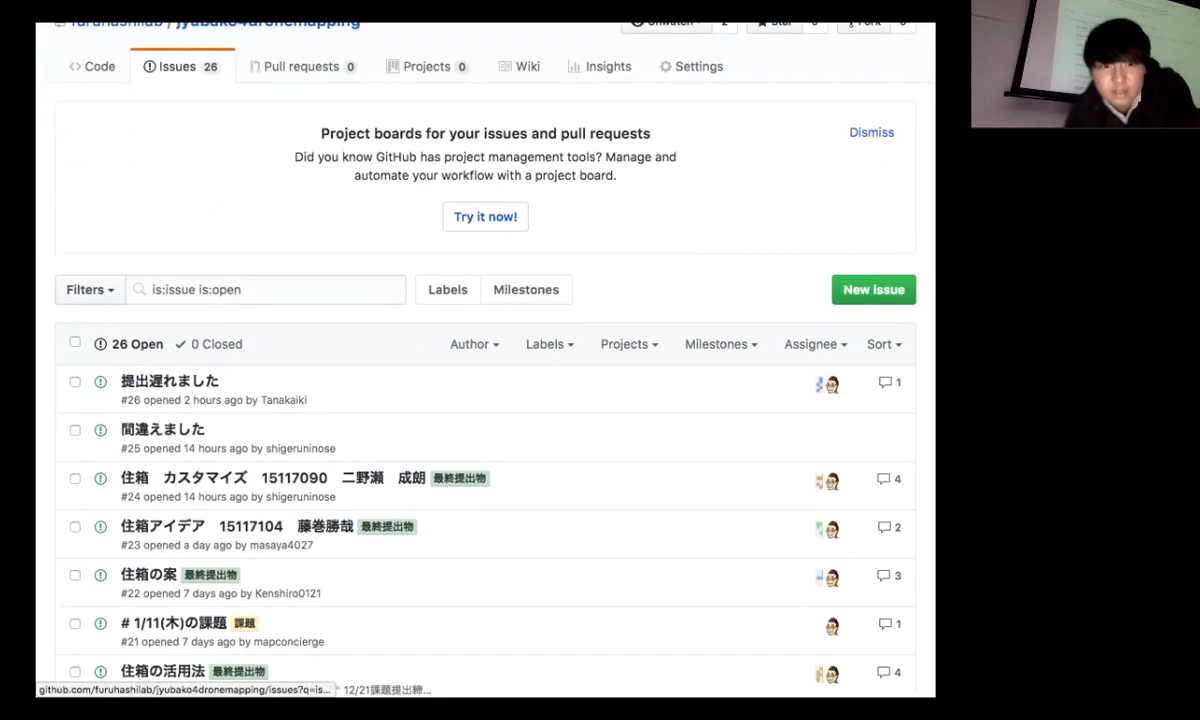 furuhashilab / jyubako4dronemapping
Unwatch 2 Star 0 Fork 0
Code Issues 26 Pull requests 0 Projects 0 Wiki Insights Settings
Project boards for your issues and pull requests Dismiss
Did you know GitHub has project management tools? Manage and
automate your workflow with a project board.
Try it now!
Filters is:issue is:open Labels Milestones New issue
26 Open 0 Closed Author Labels Projects Milestones Assignee Sort
提出遅れました 1
#26 opened 2 hours ago by Tanakaiki
間違えました
#25 opened 14 hours ago by shigeruninose
住箱　カスタマイズ　15117090　二野瀬　成朗 最終提出物 4
#24 opened 14 hours ago by shigeruninose
住箱アイデア　15117104　藤巻勝哉 最終提出物 2
#23 opened a day ago by masaya4027
住箱の案 最終提出物 3
#22 opened 7 days ago by Kenshiro0121
# 1/11(木)の課題 課題 1
#21 opened 7 days ago by mapconcierge
住箱の活用法 最終提出物 4
github.com/furuhashilab/jyubako4dronemapping/issues?q=is... 12/21課題提出締...